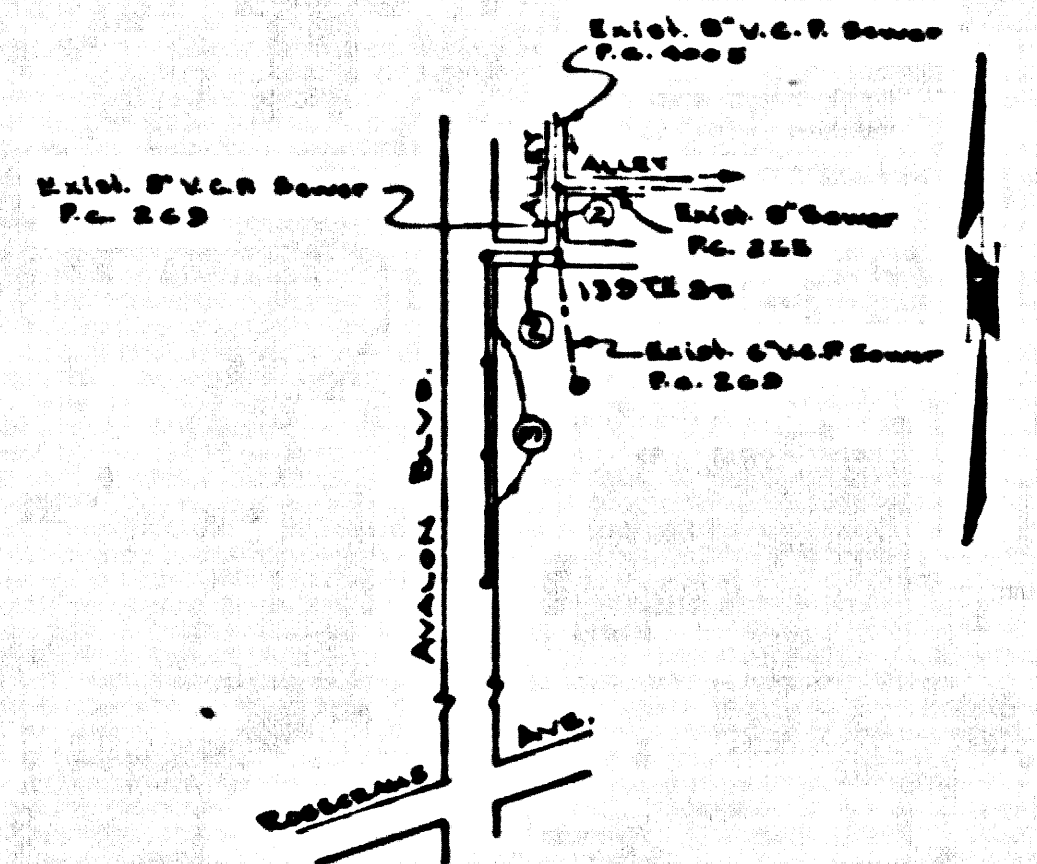 Exist. 8" V.C.P. Sewer
P.C. 4005
ALLEY
ALLEY
Exist. 8" V.C.P. Sewer
P.C. 269
2
Exist. 8" Sewer
P.C.
139TH St.
2
Exist. 6" V.C.P. Sewer
P.C. 269
3
AVALON BLVD.
ROSECRANS AVE.